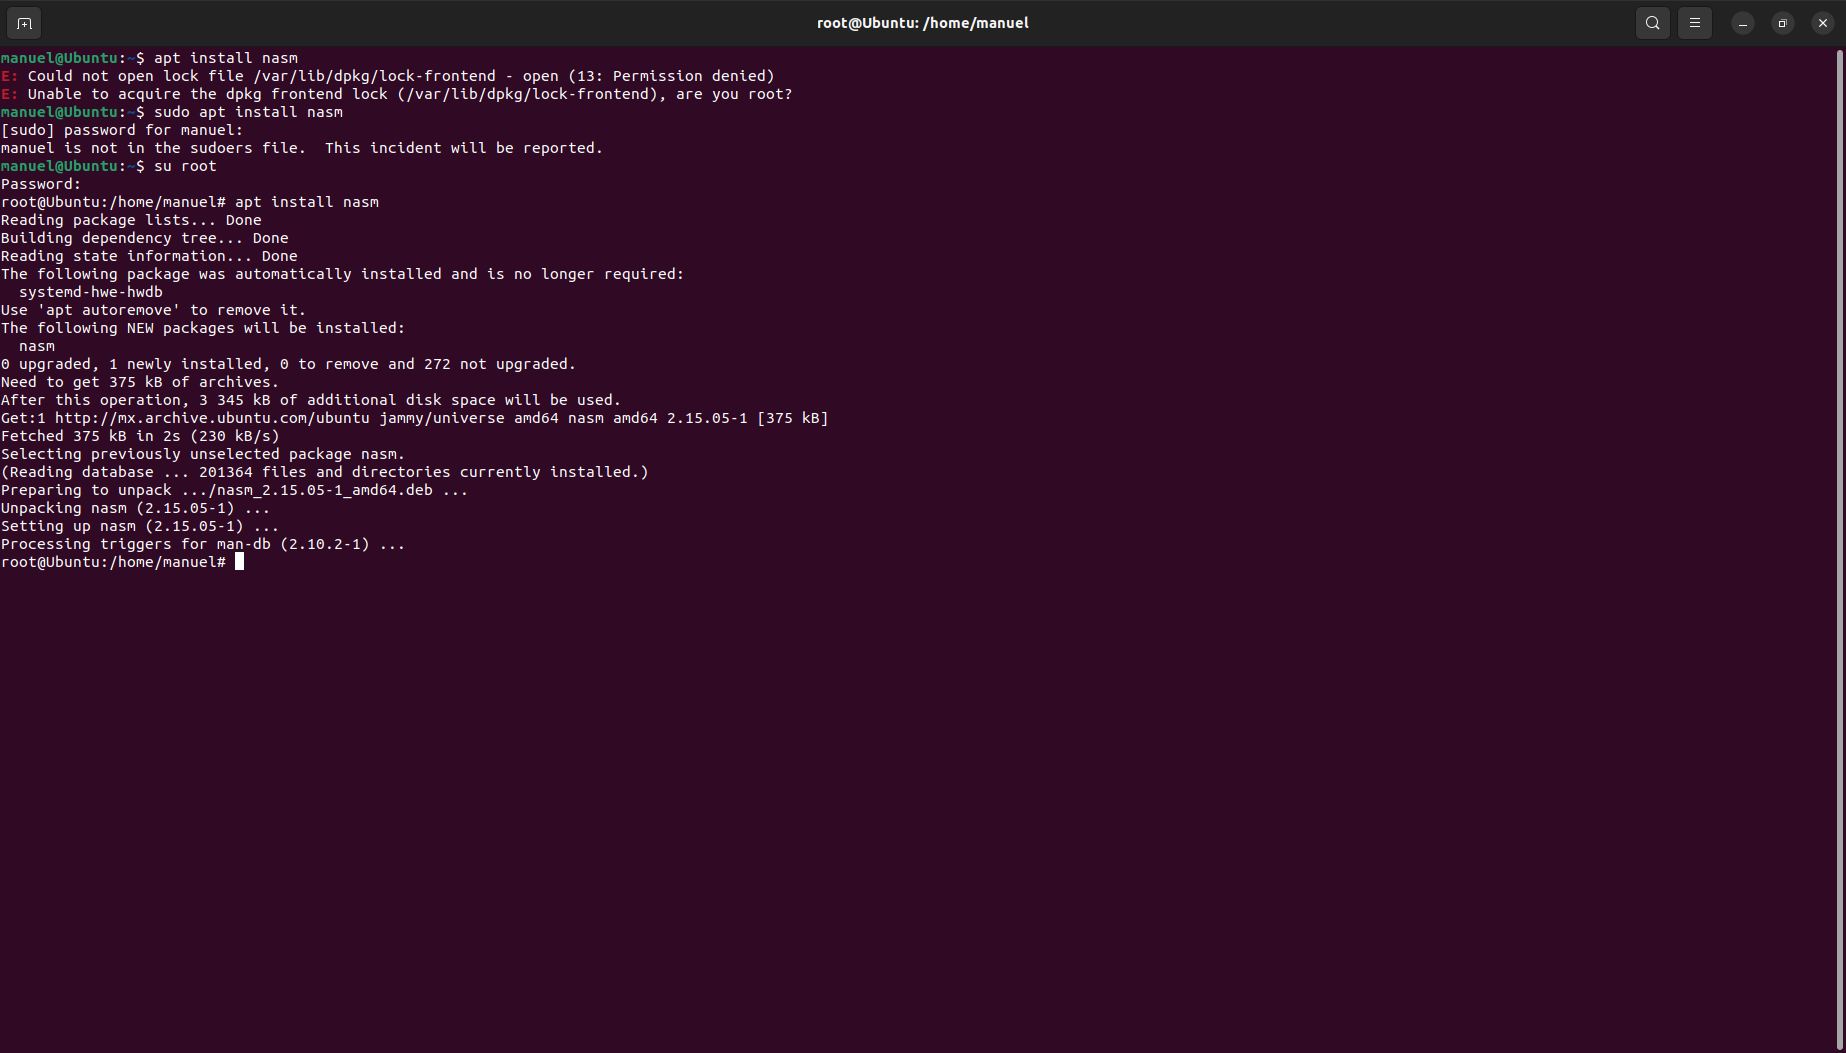 root@Ubuntu: /home/manuel
manuel@Ubuntu:~$ apt install nasm
E: Could not open lock file /var/lib/dpkg/lock-frontend - open (13: Permission denied)
E: Unable to acquire the dpkg frontend lock (/var/lib/dpkg/lock-frontend), are you root?
manuel@Ubuntu:~$ sudo apt install nasm
[sudo] password for manuel:
manuel is not in the sudoers file.  This incident will be reported.
manuel@Ubuntu:~$ su root
Password:
root@Ubuntu:/home/manuel# apt install nasm
Reading package lists... Done
Building dependency tree... Done
Reading state information... Done
The following package was automatically installed and is no longer required:
  systemd-hwe-hwdb
Use 'apt autoremove' to remove it.
The following NEW packages will be installed:
  nasm
0 upgraded, 1 newly installed, 0 to remove and 272 not upgraded.
Need to get 375 kB of archives.
After this operation, 3 345 kB of additional disk space will be used.
Get:1 http://mx.archive.ubuntu.com/ubuntu jammy/universe amd64 nasm amd64 2.15.05-1 [375 kB]
Fetched 375 kB in 2s (230 kB/s)
Selecting previously unselected package nasm.
(Reading database ... 201364 files and directories currently installed.)
Preparing to unpack .../nasm_2.15.05-1_amd64.deb ...
Unpacking nasm (2.15.05-1) ...
Setting up nasm (2.15.05-1) ...
Processing triggers for man-db (2.10.2-1) ...
root@Ubuntu:/home/manuel#